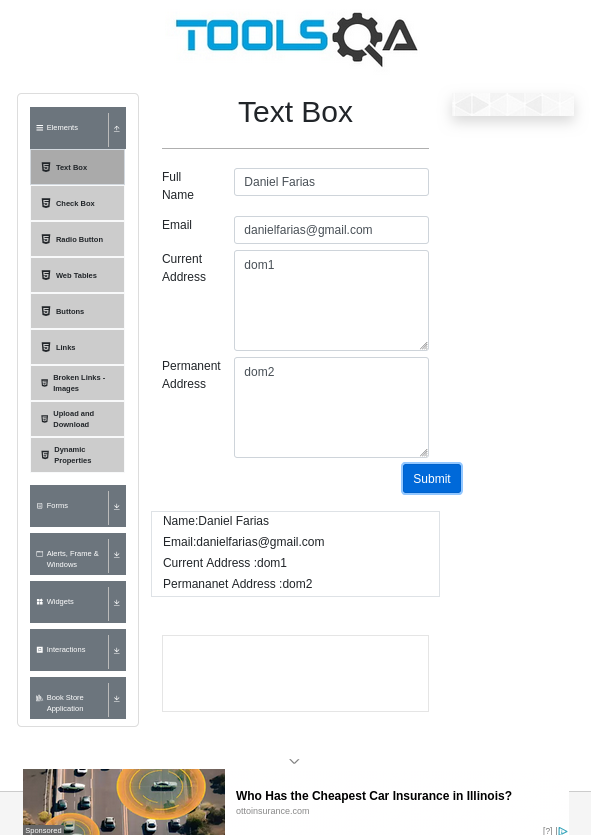 TOOLSQA
Elements
Text Box
Check Box
Radio Button
Web Tables
Buttons
Links
Broken Links -
Images
Upload and
Download
Dynamic
Properties
Forms
Alerts, Frame &
Windows
Widgets
Interactions
Book Store
Application
Text Box
Full
Name
Daniel Farias
Email
danielfarias@gmail.com
Current
Address
dom1
Permanent
Address
dom2
Submit
Name:Daniel Farias
Email:danielfarias@gmail.com
Current Address :dom1
Permananet Address :dom2
Sponsored
Who Has the Cheapest Car Insurance in Illinois?
ottoinsurance.com
[?]